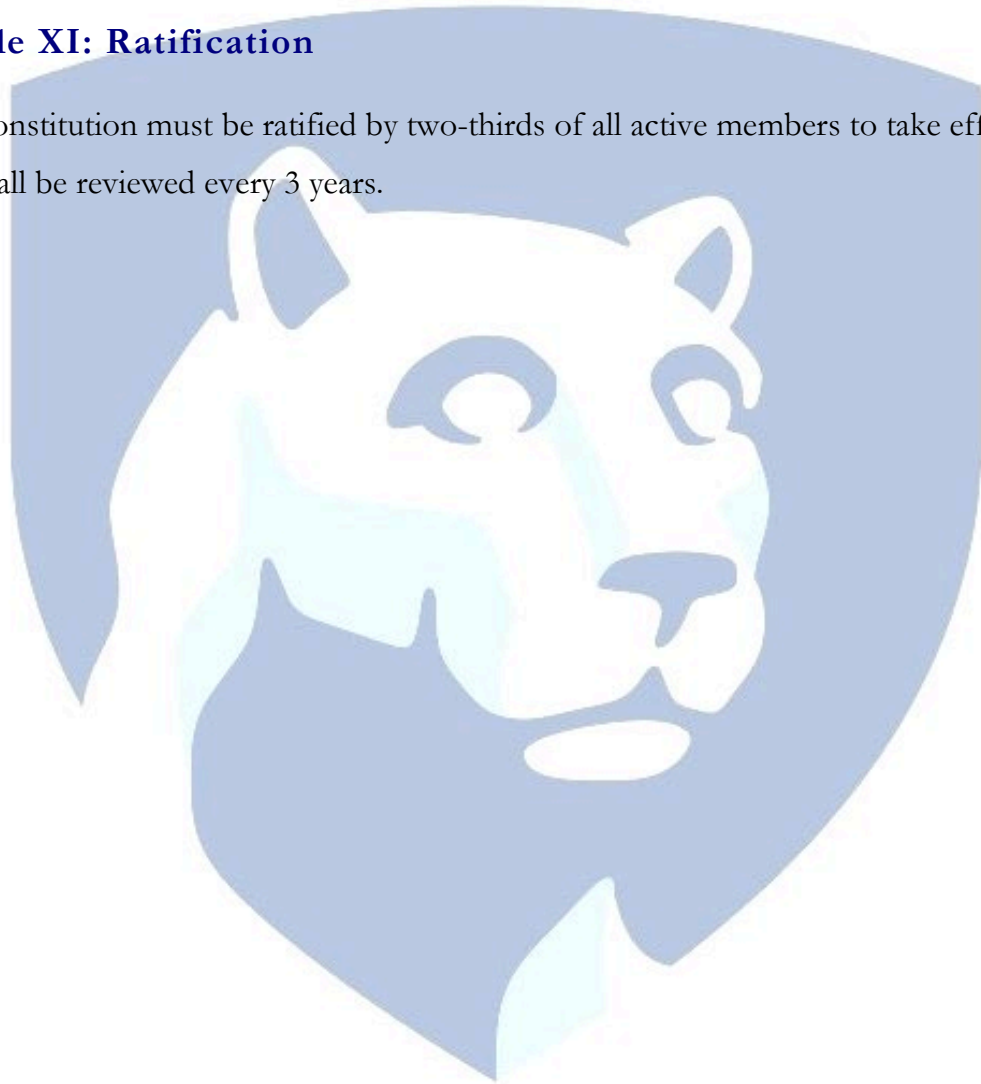 le XI: Ratification
onstitution must be ratified by two-thirds of all active members to take eff
all be reviewed every 3 years.